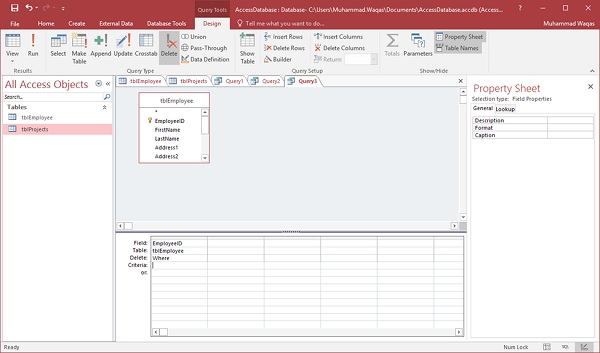 Query Tools
AccessDatabase : Database- C:\Users\Muhammad.Waqas\Documents\AccessDatabase.accdb (Access...
?
File
Home
Create
External Data
Database Tools
Design
Tell me what you want to do...
Muhammad Waqas
View
Run
Select
Make Table
Append
Update
Crosstab
Delete
Union
Pass-Through
Data Definition
Show Table
Insert Rows
Delete Rows
Builder
Insert Columns
Delete Columns
Return:
Totals
Parameters
Property Sheet
Table Names
Results
Query Type
Query Setup
Show/Hide
All Access Objects
Search...
Tables
tblEmployee
tblProjects
tblEmployee
tblProjects
Query1
Query2
Query3
tblEmployee
*
EmployeeID
FirstName
LastName
Address1
Address2
Field: EmployeeID
Table: tblEmployee
Delete: Where
Criteria:
or:
Property Sheet
Selection type: Field Properties
General
Lookup
Description
Format
Caption
Ready
Num Lock
SQL